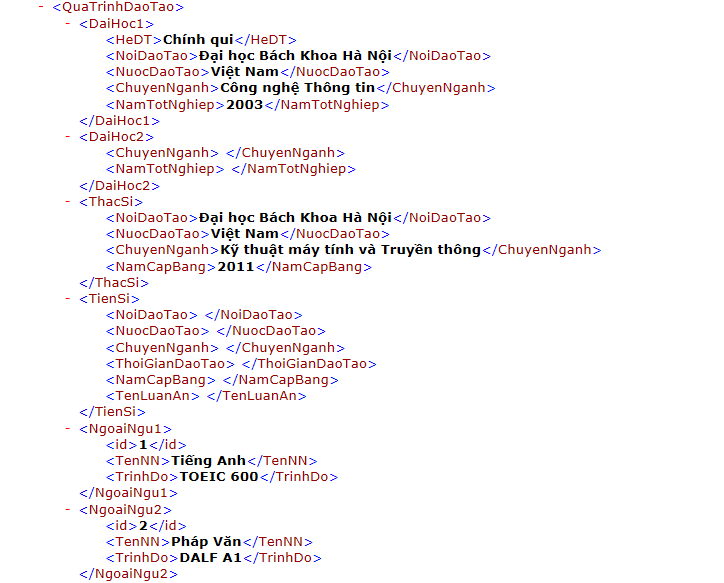 - <QuaTrinhDaoTao>
- <DaiHoc1>
<HeDT>Chính qui</HeDT>
<NoiDaoTao>Đại học Bách Khoa Hà Nội</NoiDaoTao>
<NuocDaoTao>Việt Nam</NuocDaoTao>
<ChuyenNganh>Công nghệ Thông tin</ChuyenNganh>
<NamTotNghiep>2003</NamTotNghiep>
</DaiHoc1>
- <DaiHoc2>
<ChuyenNganh> </ChuyenNganh>
<NamTotNghiep> </NamTotNghiep>
</DaiHoc2>
- <ThacSi>
<NoiDaoTao>Đại học Bách Khoa Hà Nội</NoiDaoTao>
<NuocDaoTao>Việt Nam</NuocDaoTao>
<ChuyenNganh>Kỹ thuật máy tính và Truyền thông</ChuyenNganh>
<NamCapBang>2011</NamCapBang>
</ThacSi>
- <TienSi>
<NoiDaoTao> </NoiDaoTao>
<NuocDaoTao> </NuocDaoTao>
<ChuyenNganh> </ChuyenNganh>
<ThoiGianDaoTao> </ThoiGianDaoTao>
<NamCapBang> </NamCapBang>
<TenLuanAn> </TenLuanAn>
</TienSi>
- <NgoaiNgu1>
<id>1</id>
<TenNN>Tiếng Anh</TenNN>
<TrinhDo>TOEIC 600</TrinhDo>
</NgoaiNgu1>
- <NgoaiNgu2>
<id>2</id>
<TenNN>Pháp Văn</TenNN>
<TrinhDo>DALF A1</TrinhDo>
</NgoaiNgu2>